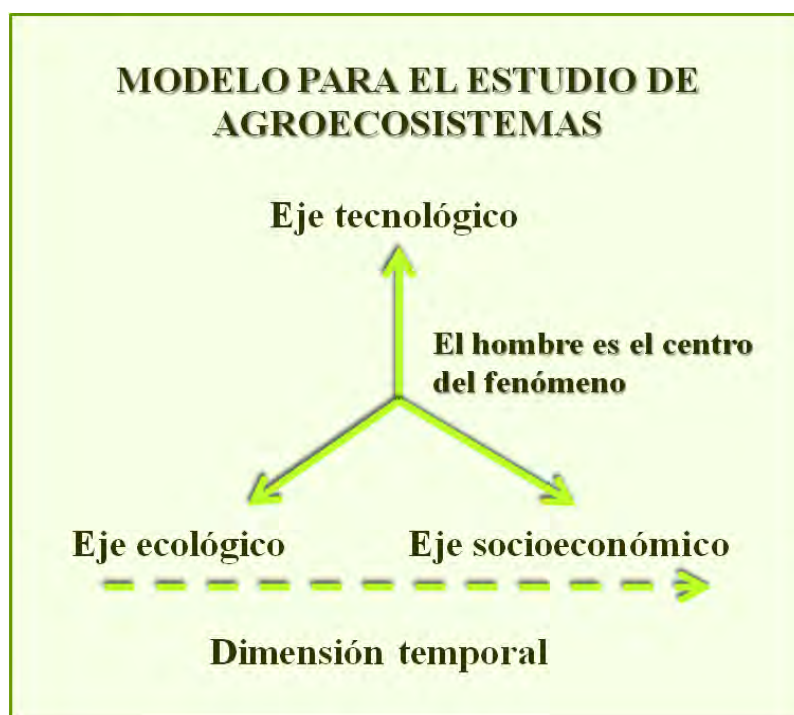 MODELO PARA EL ESTUDIO DE
AGROECOSISTEMAS
Eje tecnológico
El hombre es el centro
del fenómeno
Eje ecológico
Eje socioeconómico
Dimensión temporal